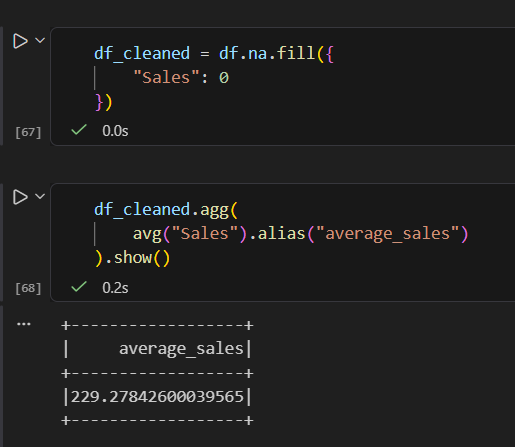 df_cleaned = df.na.fill({
    "Sales": 0
})
[67]
0.0s
df_cleaned.agg(
    avg("Sales").alias("average_sales")
).show()
[68]
0.2s
...
+------------------+
|     average_sales|
+------------------+
|229.27842600039565|
+------------------+